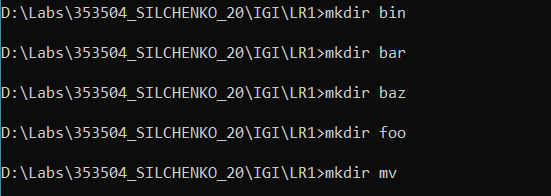 D:\Labs\353504_SILCHENKO_20\IGI\LR1>mkdir bin
D:\Labs\353504_SILCHENKO_20\IGI\LR1>mkdir bar
D:\Labs\353504_SILCHENKO_20\IGI\LR1>mkdir baz
D:\Labs\353504_SILCHENKO_20\IGI\LR1>mkdir foo
D:\Labs\353504_SILCHENKO_20\IGI\LR1>mkdir mv